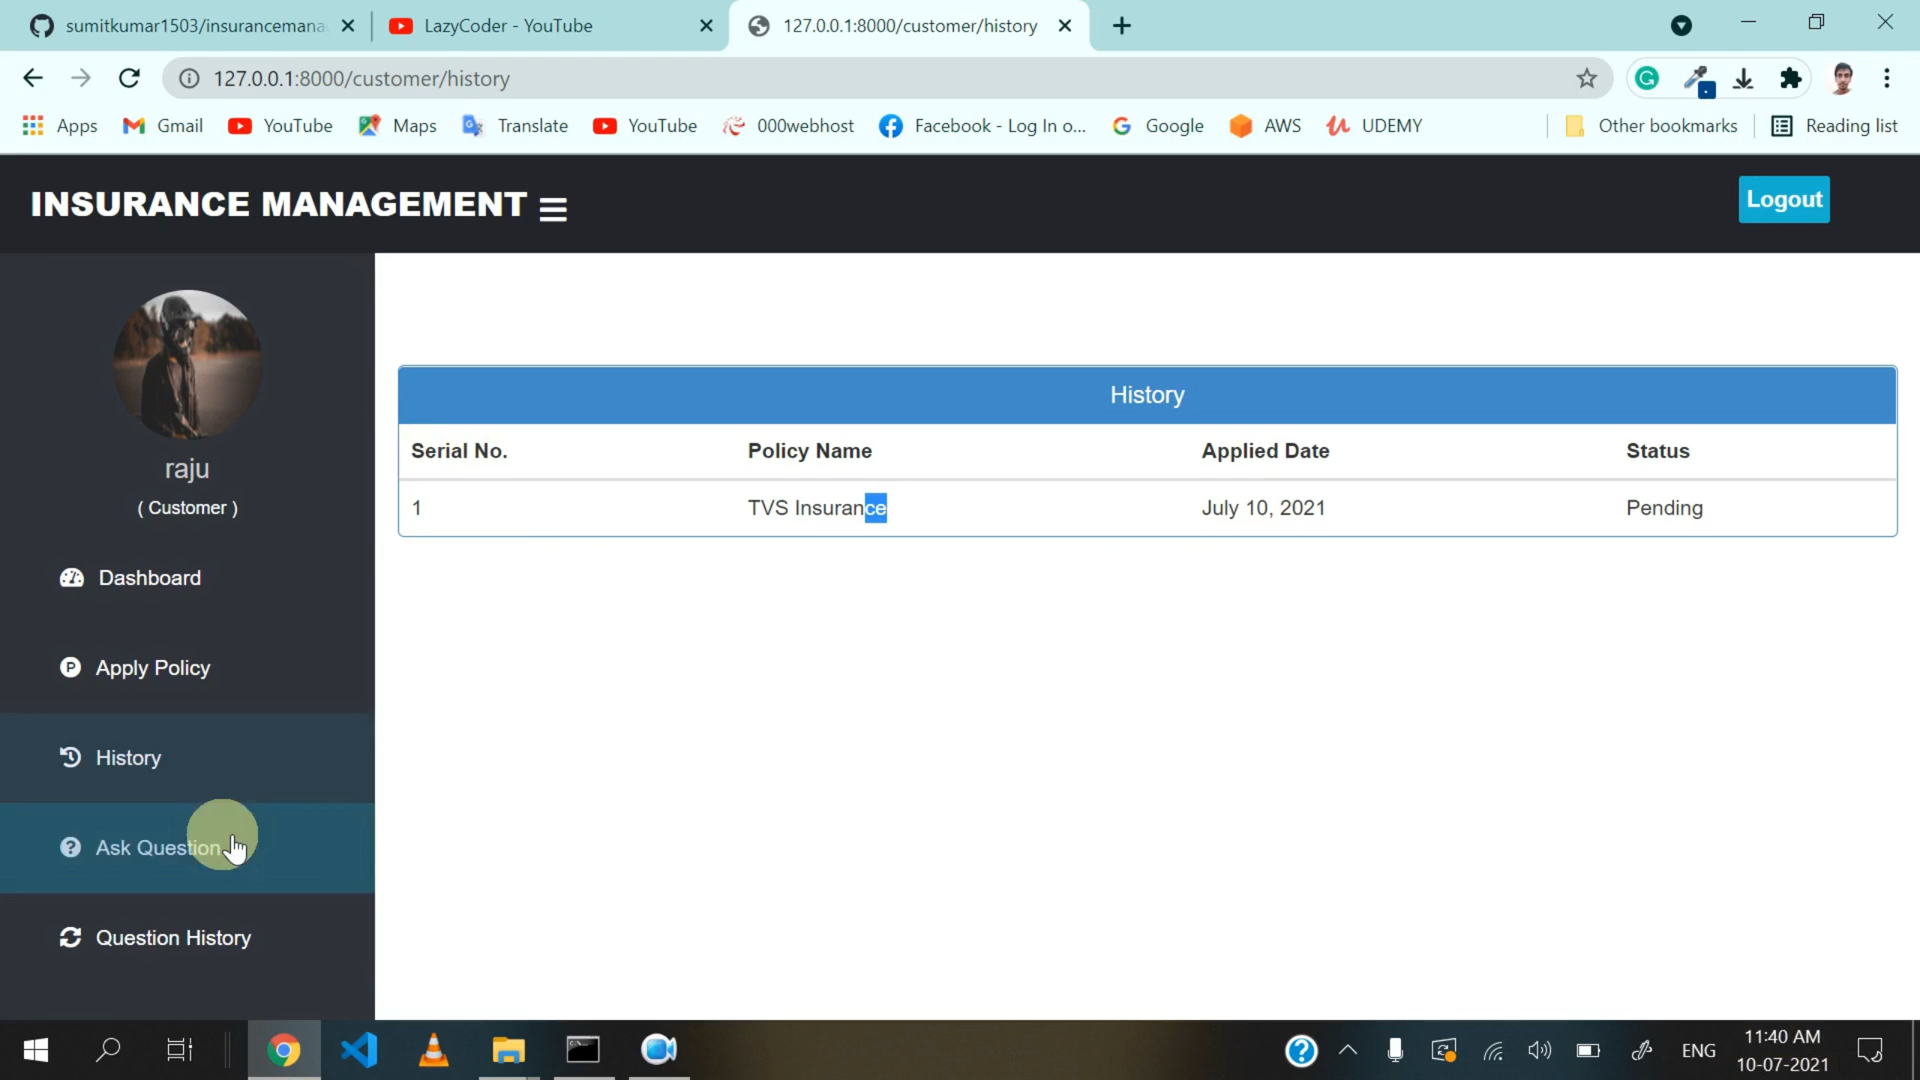 sumitkumar1503/insurancemana
LazyCoder - YouTube
127.0.0.1:8000/customer/history
127.0.0.1:8000/customer/history
Apps
Gmail
YouTube
Maps
Translate
YouTube
000webhost
Facebook - Log In o...
Google
AWS
UDEMY
Other bookmarks
Reading list
INSURANCE MANAGEMENT
Logout
raju
( Customer )
Dashboard
Apply Policy
History
Ask Question
Question History
History
Serial No. Policy Name Applied Date Status
1 TVS Insurance July 10, 2021 Pending
ENG
11:40 AM
10-07-2021